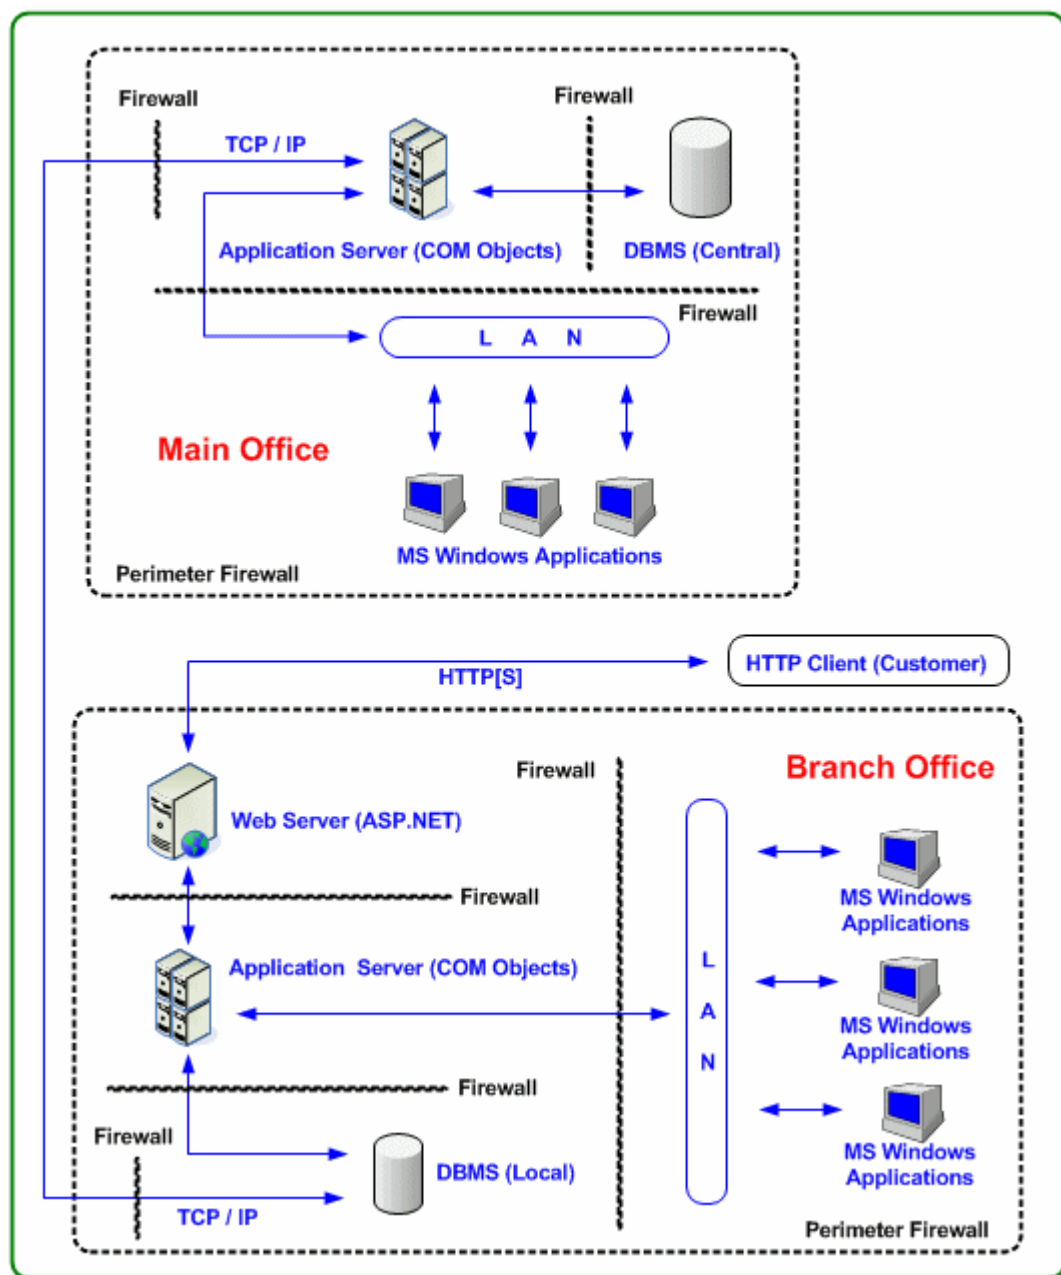 Firewall
Firewall
TCP / IP
Application Server (COM Objects)
DBMS (Central)
Firewall
L A N
Main Office
MS Windows Applications
Perimeter Firewall
HTTP[S]
HTTP Client (Customer)
Firewall
Branch Office
Web Server (ASP.NET)
Firewall
MS Windows
Applications
Application Server (COM Objects)
L
A
N
MS Windows
Applications
Firewall
Firewall
DBMS (Local)
MS Windows
Applications
TCP / IP
Perimeter Firewall